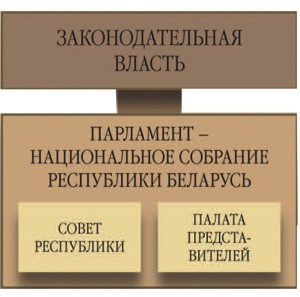 ЗАКОНОДАТЕЛЬНАЯ
ВЛАСТЬ
ПАРЛАМЕНТ –
НАЦИОНАЛЬНОЕ СОБРАНИЕ
РЕСПУБЛИКИ БЕЛАРУСЬ
СОВЕТ
РЕСПУБЛИКИ
ПАЛАТА
ПРЕДСТА-
ВИТЕЛЕЙ